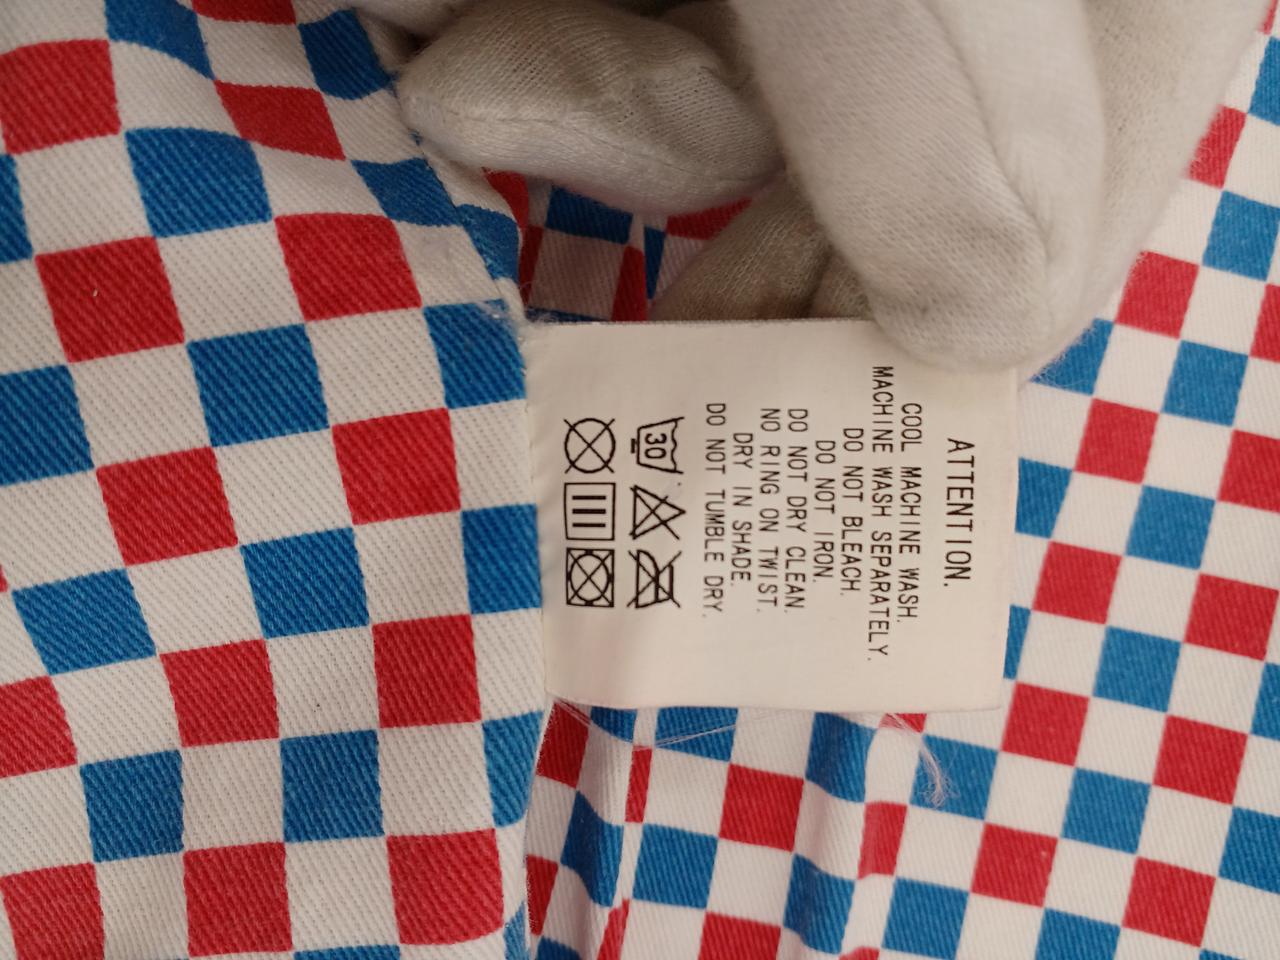 ATTENTION.
COOL MACHINE WASH.
MACHINE WASH SEPARATELY.
DO NOT BLEACH.
DO NOT IRON.
DO NOT DRY CLEAN.
NO RING ON TWIST.
DRY IN SHADE.
DO NOT TUMBLE DRY.
30